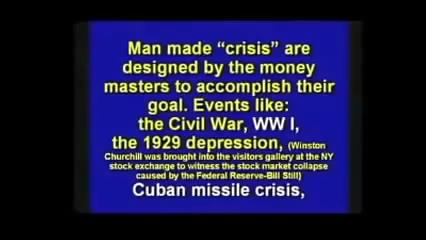 Man made “crisis” are
designed by the money
masters to accomplish their
goal. Events like:
the Civil War, WW I,
the 1929 depression, (Winston
Churchill was brought into the visitors gallery at the NY
stock exchange to witness the stock market collapse
caused by the Federal Reserve-Bill Still)
Cuban missile crisis,